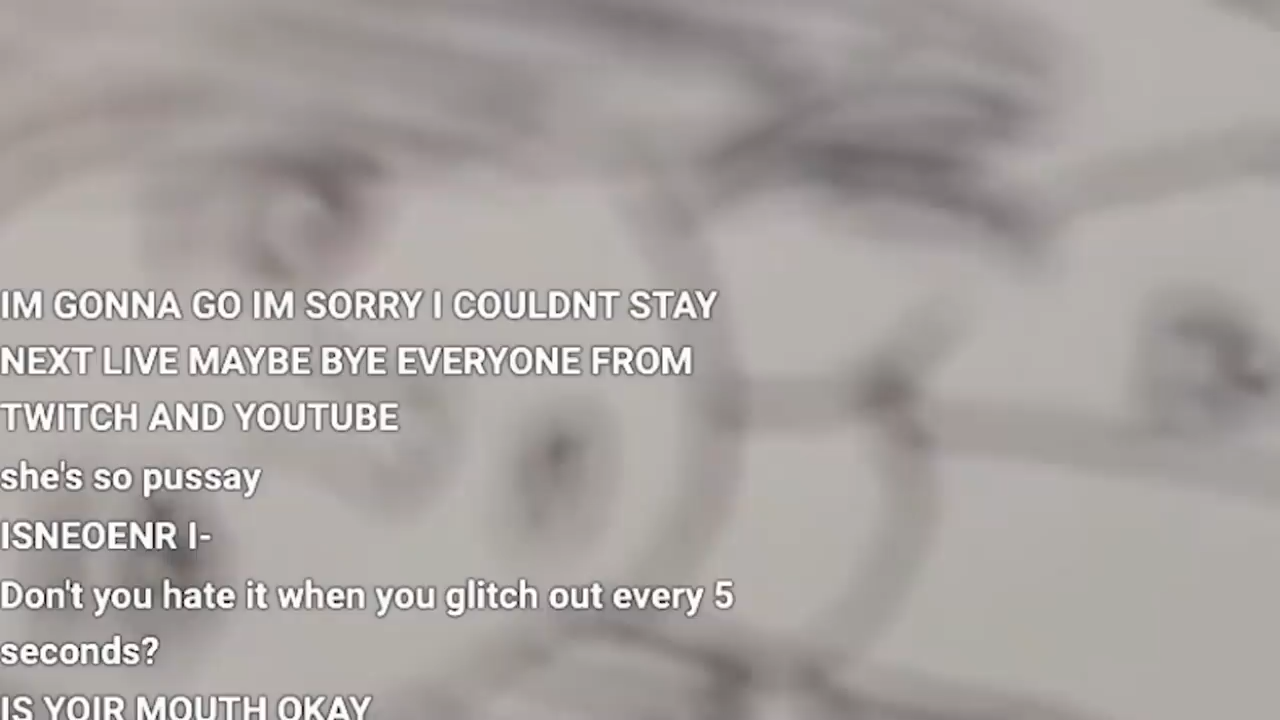 IM GONNA GO IM SORRY I COULDNT STAY
NEXT LIVE MAYBE BYE EVERYONE FROM
TWITCH AND YOUTUBE
she's so pussay
ISNEOENR I-
Don't you hate it when you glitch out every 5
seconds?
IS YOIR MOUTH OKAY